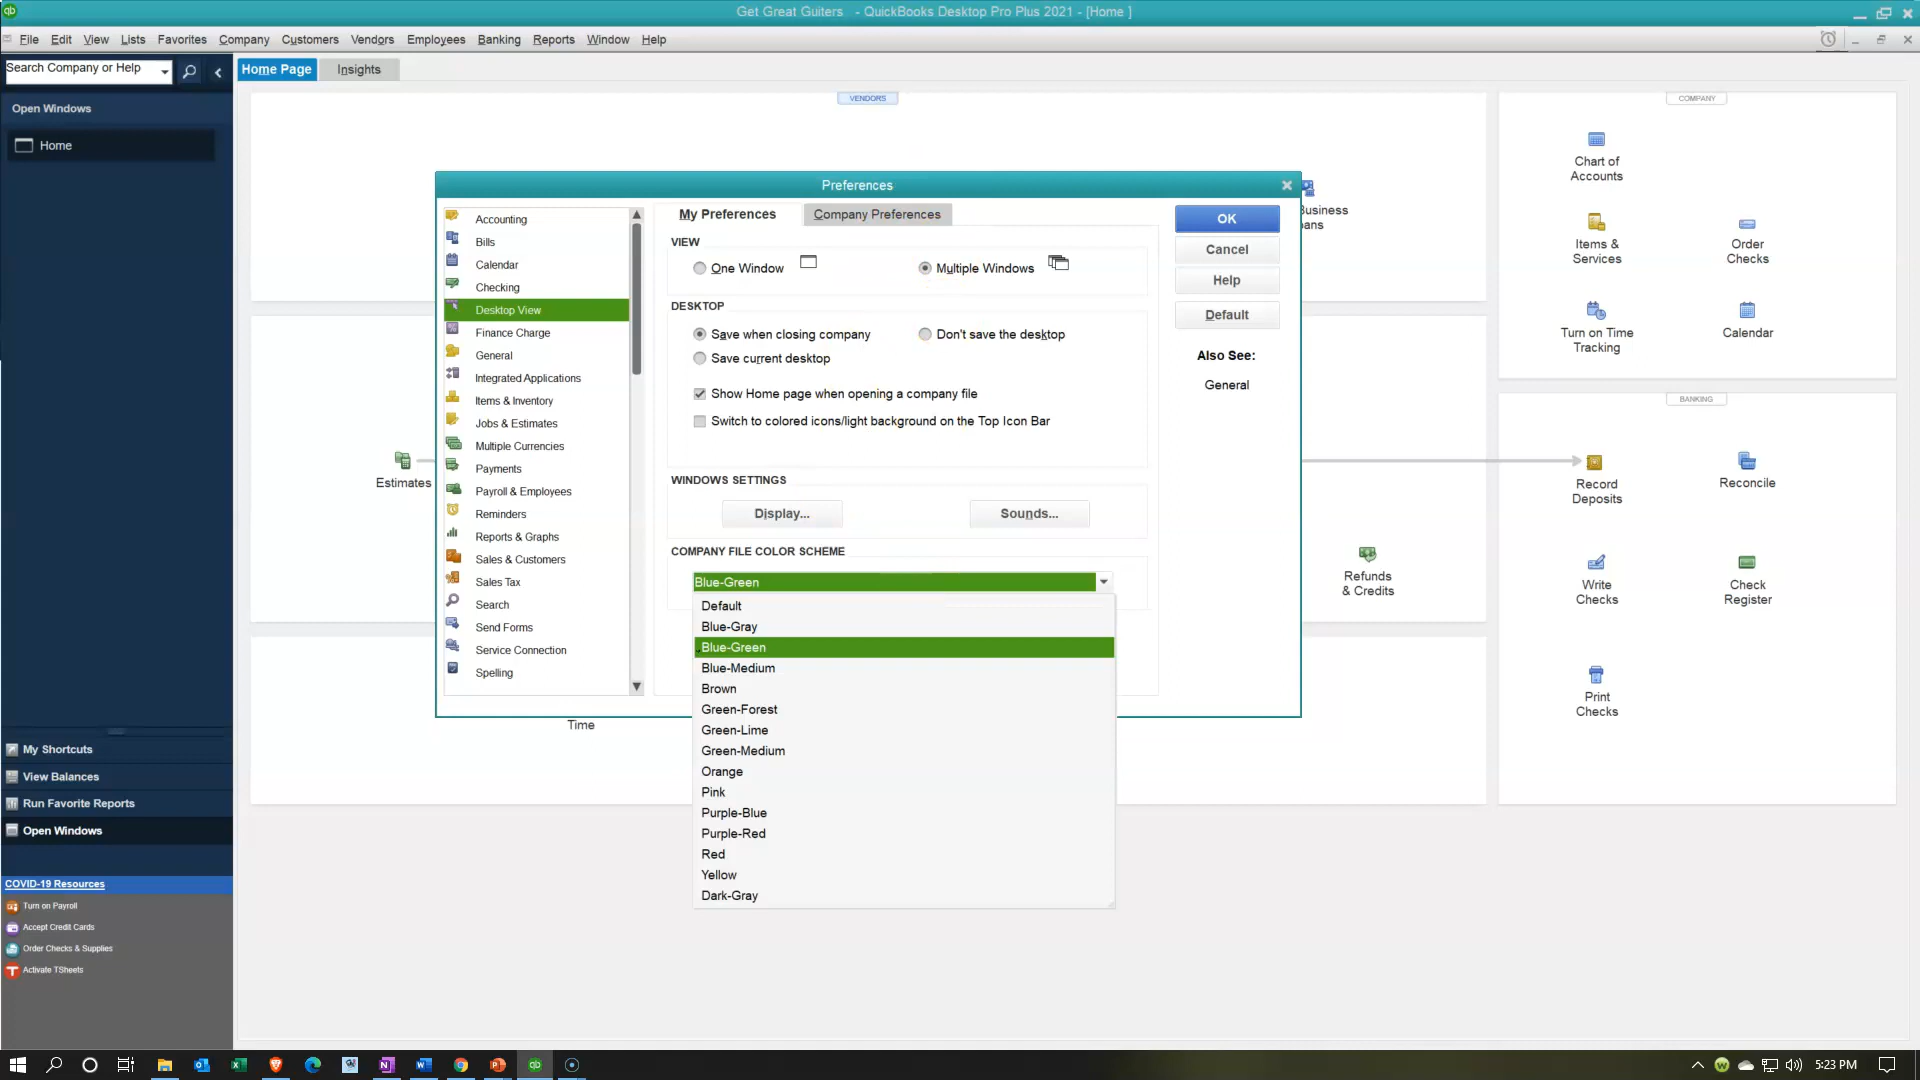 Get Great Guiters - QuickBooks Desktop Pro Plus 2021 - [Home ]
File Edit View Lists Favorites Company Customers Vendors Employees Banking Reports Window Help
Search Company or Help
Home Page Insights
Open Windows
Home
My Shortcuts
View Balances
Run Favorite Reports
Open Windows
COVID-19 Resources
Turn on Payroll
Accept Credit Cards
Order Checks & Supplies
Activate TSheets
VENDORS
Estimates
Time
Preferences
Accounting
Bills
Calendar
Checking
Desktop View
Finance Charge
General
Integrated Applications
Items & Inventory
Jobs & Estimates
Multiple Currencies
Payments
Payroll & Employees
Reminders
Reports & Graphs
Sales & Customers
Sales Tax
Search
Send Forms
Service Connection
Spelling
My Preferences Company Preferences
VIEW
One Window Multiple Windows
DESKTOP
Save when closing company Don't save the desktop
Save current desktop
Show Home page when opening a company file
Switch to colored icons/light background on the Top Icon Bar
WINDOWS SETTINGS
Display... Sounds...
COMPANY FILE COLOR SCHEME
Blue-Green
Default
Blue-Gray
Blue-Green
Blue-Medium
Brown
Green-Forest
Green-Lime
Green-Medium
Orange
Pink
Purple-Blue
Purple-Red
Red
Yellow
Dark-Gray
OK
Cancel
Help
Default
Also See:
General
Business
ans
Refunds
& Credits
COMPANY
Chart of
Accounts
Items &
Services
Order
Checks
Turn on Time
Tracking
Calendar
BANKING
Record
Deposits
Reconcile
Write
Checks
Check
Register
Print
Checks
5:23 PM